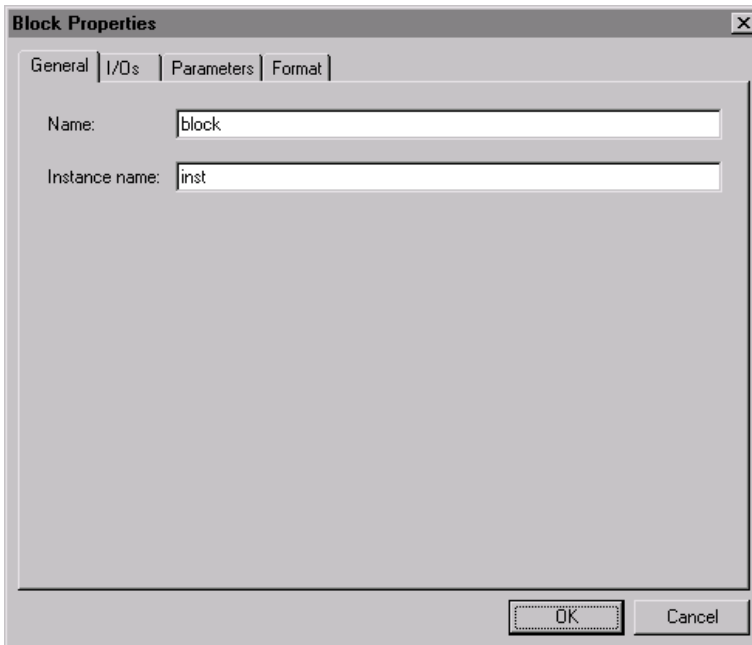 Block Properties
General I/Os Parameters Format
Name: block
Instance name: inst
OK Cancel